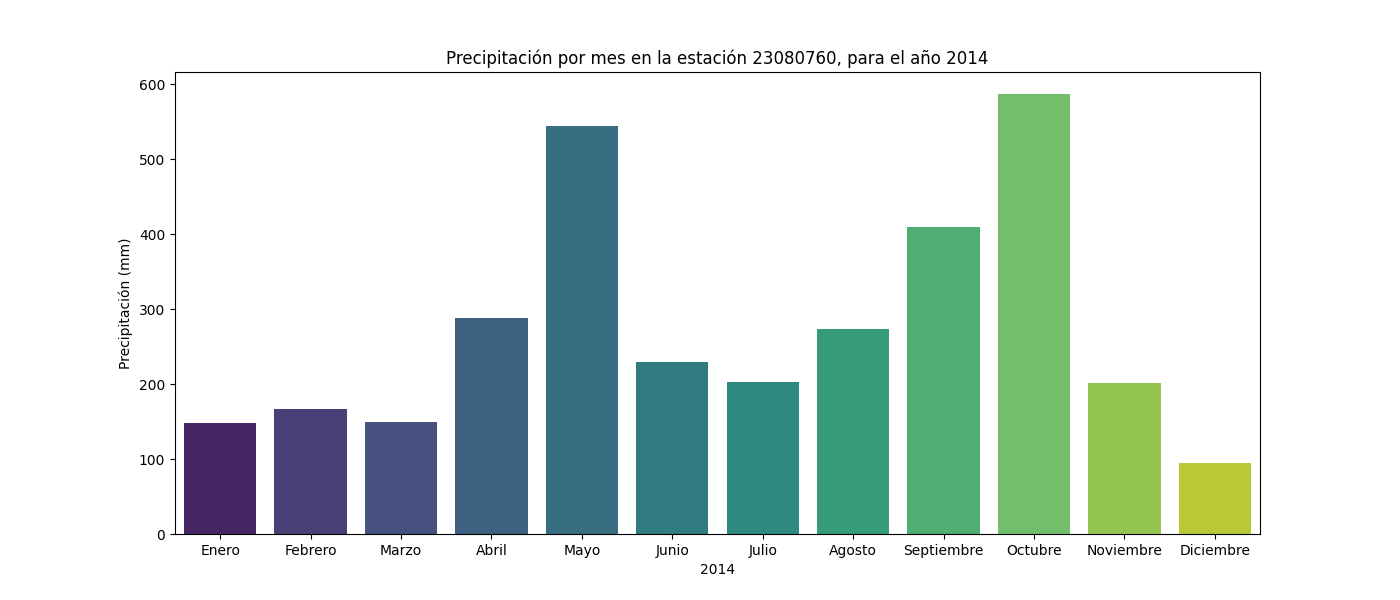 Precipitación por mes en la estación 23080760, para el año 2014
Precipitación (mm)
600
500
400
300
200
100
0
Enero Febrero Marzo Abril Mayo Junio Julio Agosto Septiembre Octubre Noviembre Diciembre
2014